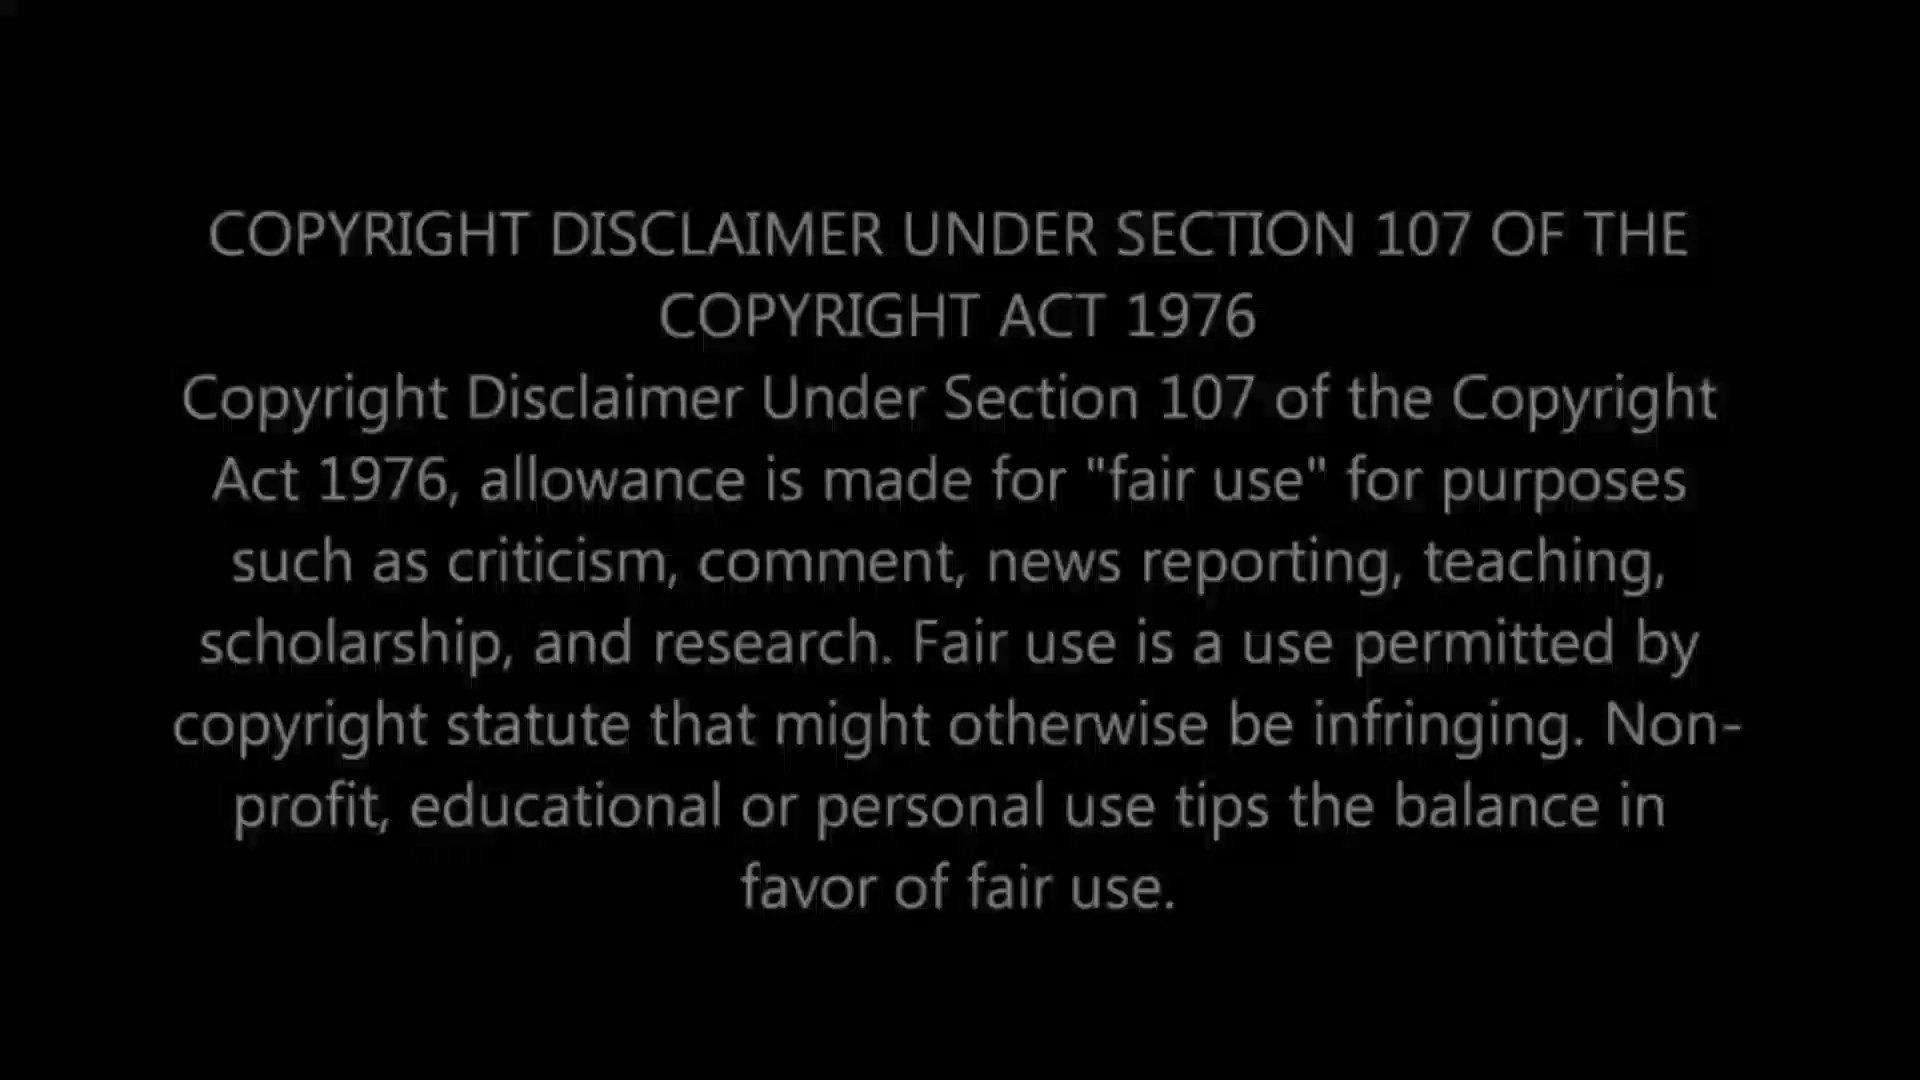 COPYRIGHT DISCLAIMER UNDER SECTION 107 OF THE
COPYRIGHT ACT 1976
Copyright Disclaimer Under Section 107 of the Copyright
Act 1976, allowance is made for "fair use" for purposes
such as criticism, comment, news reporting, teaching,
scholarship, and research. Fair use is a use permitted by
copyright statute that might otherwise be infringing. Non-
profit, educational or personal use tips the balance in
favor of fair use.